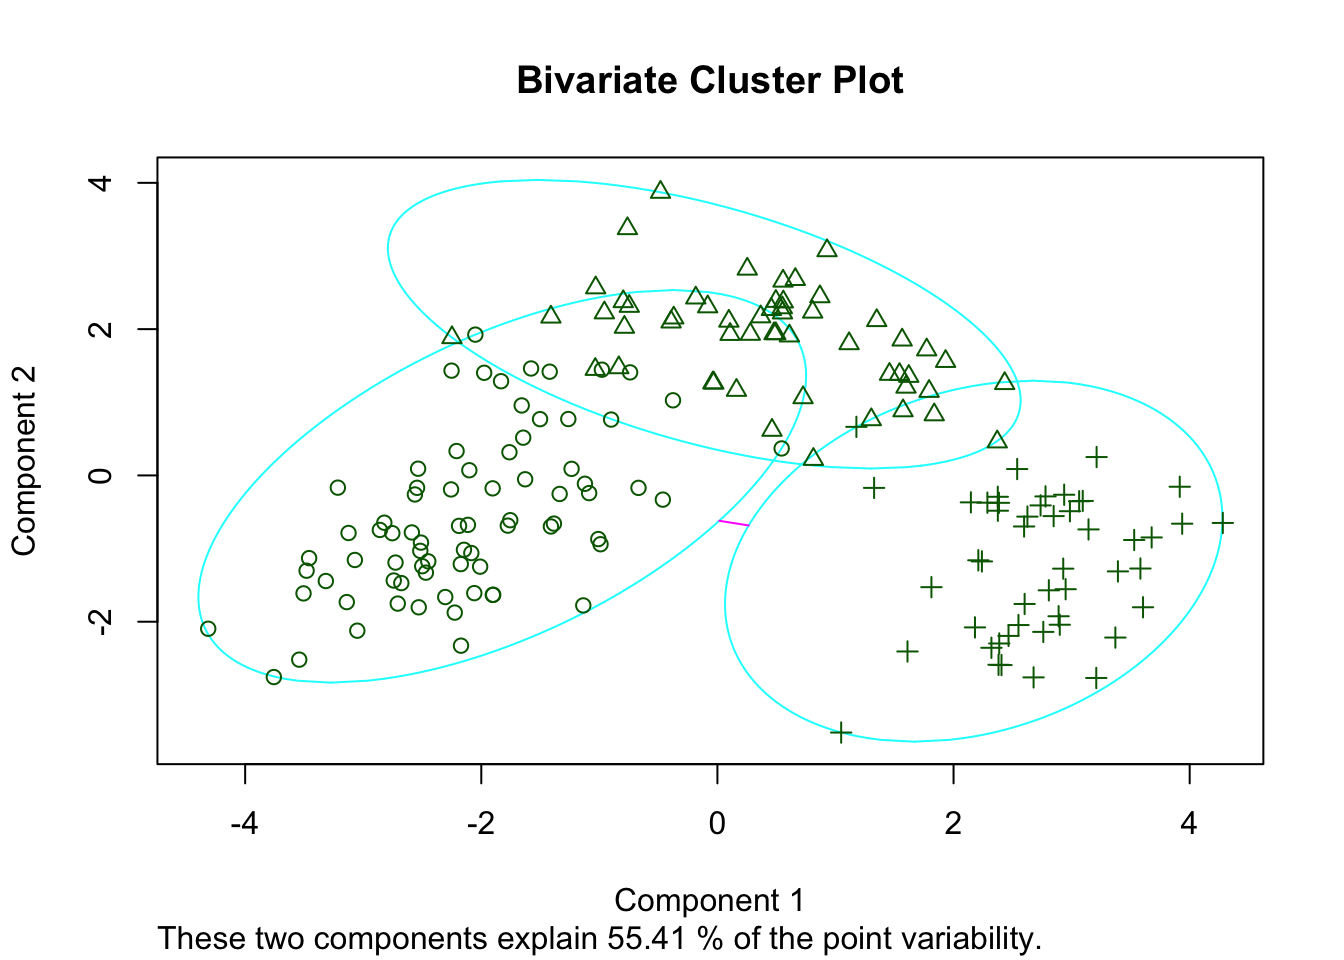 Bivariate Cluster Plot
Component 2
4
2
0
-2
-4
-2
0
2
4
Component 1
These two components explain 55.41 % of the point variability.